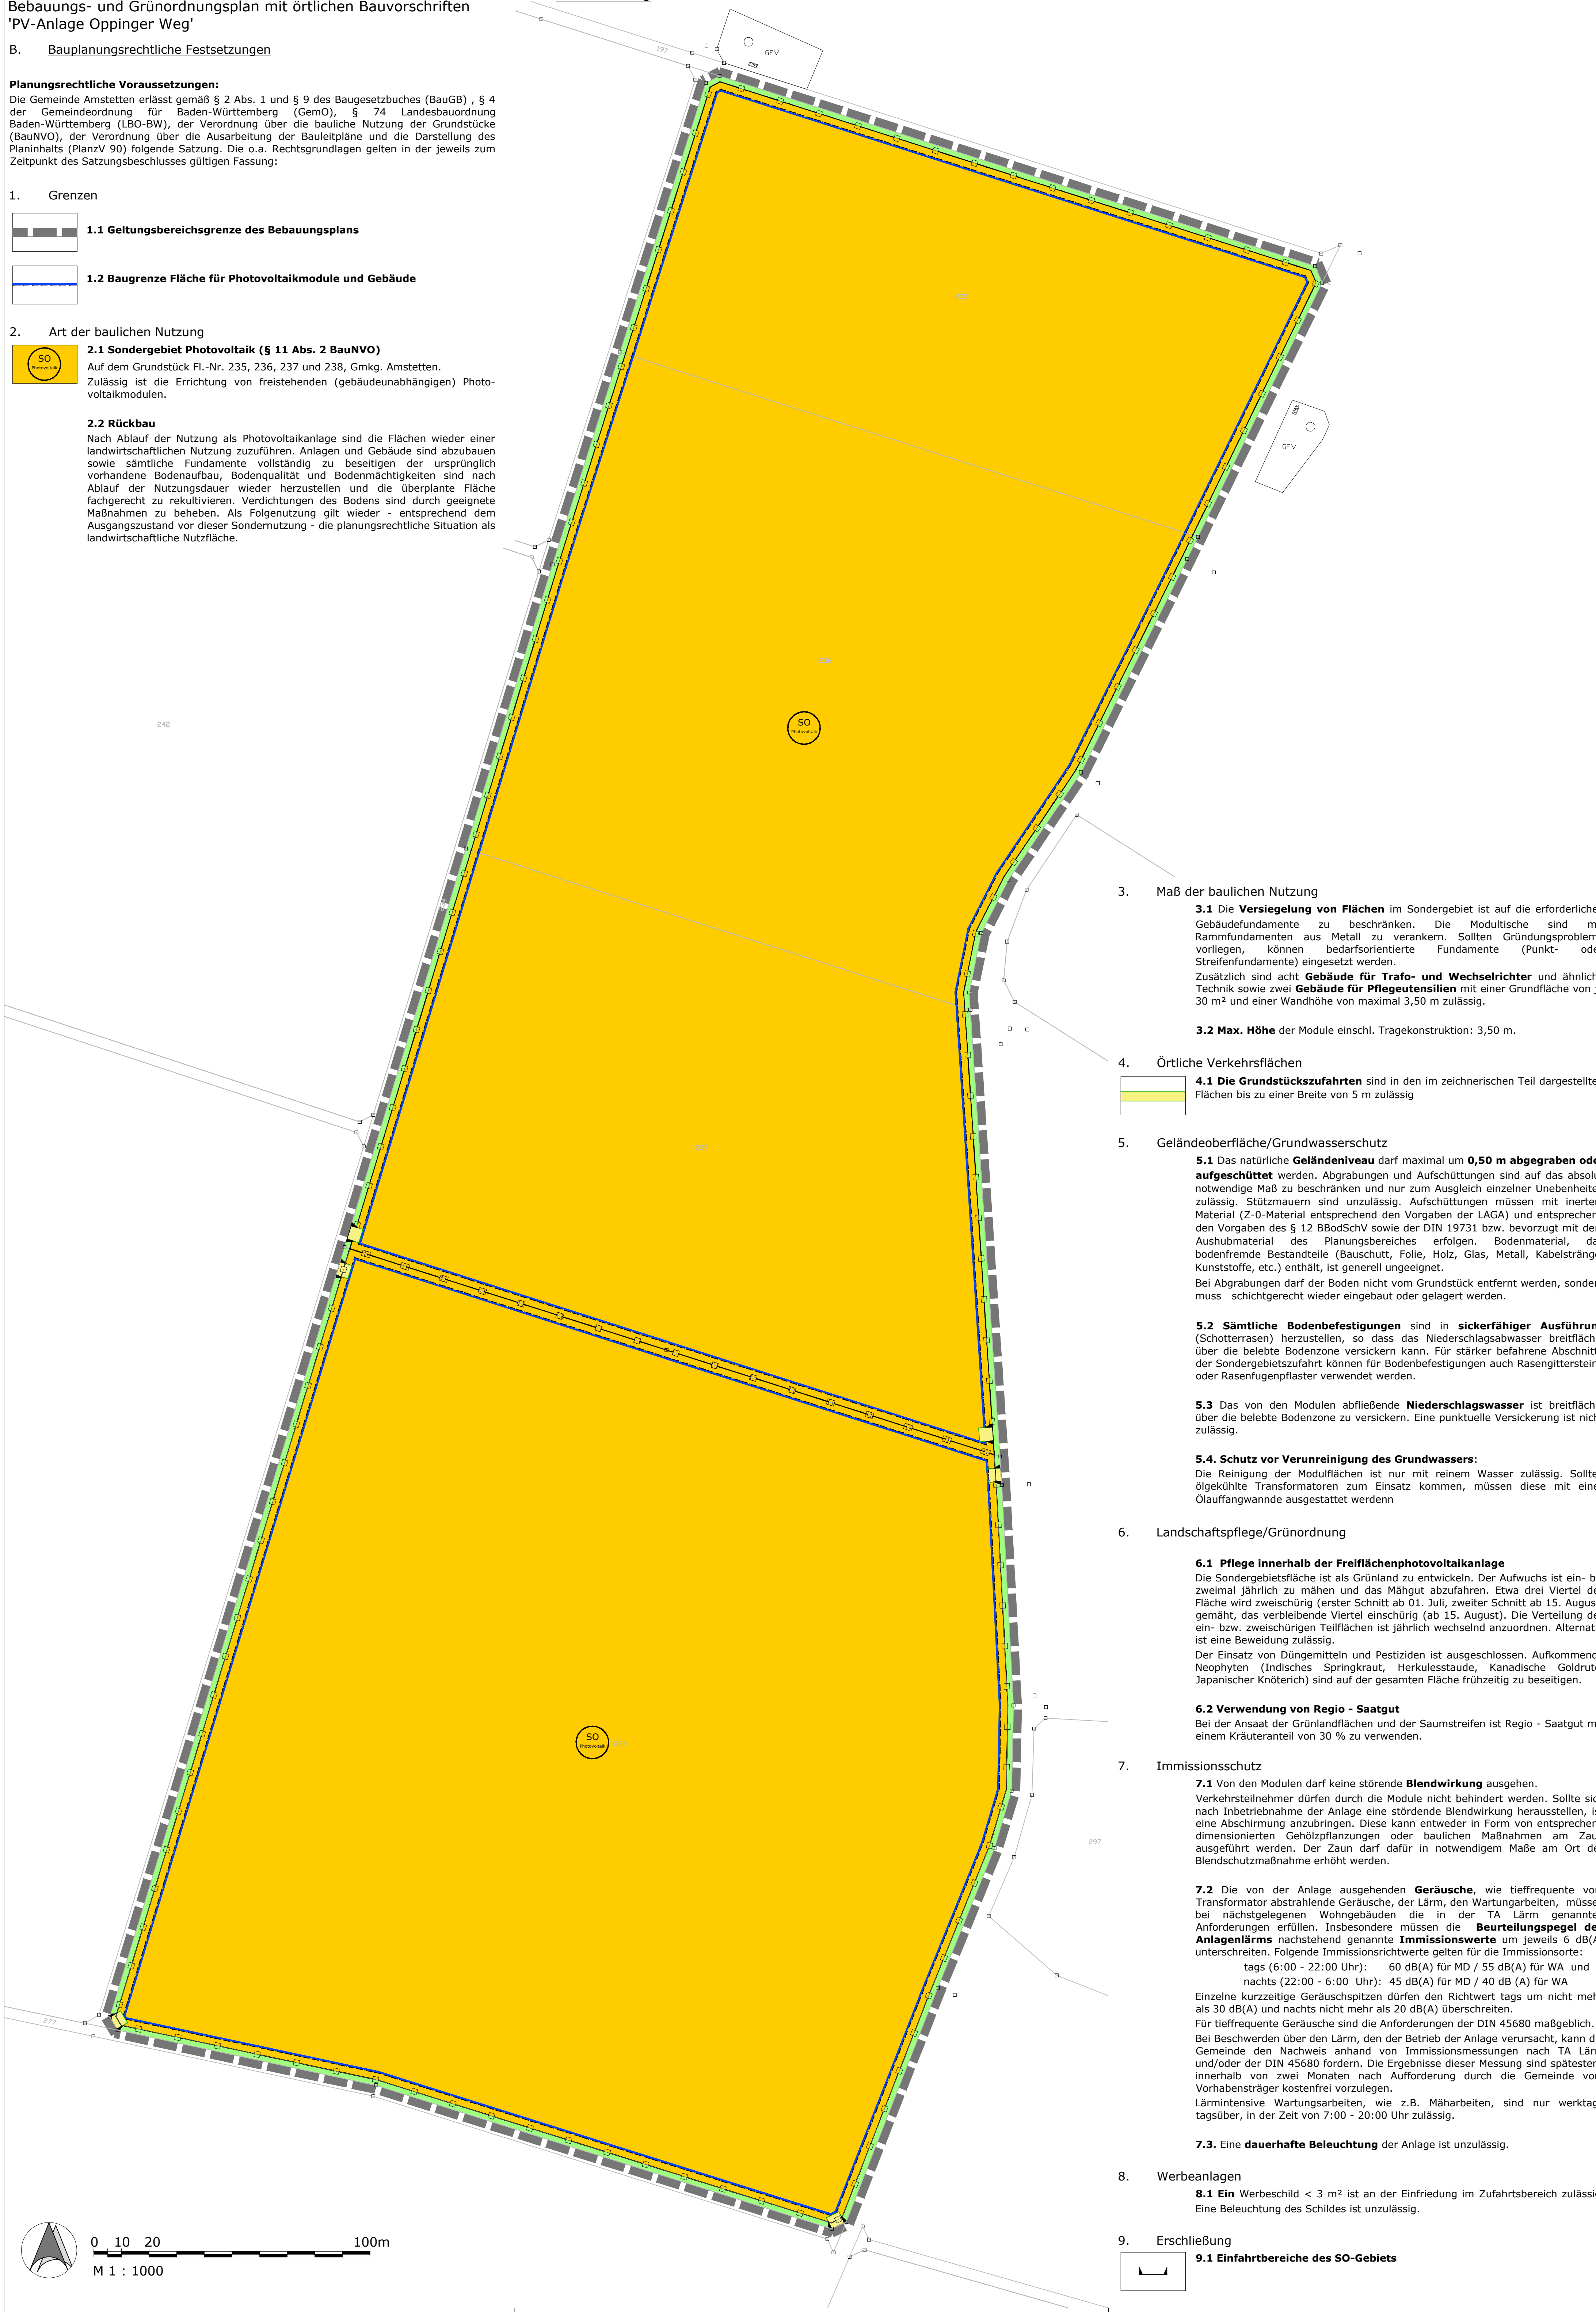 Bebauungs- und Grünordnungsplan mit örtlichen Bauvorschriften
'PV-Anlage Oppinger Weg'
B. Bauplanungsrechtliche Festsetzungen
Planungsrechtliche Voraussetzungen:
Die Gemeinde Amstetten erlässt gemäß § 2 Abs. 1 und § 9 des Baugesetzbuches (BauGB) , § 4
der Gemeindeordnung für Baden-Württemberg (GemO), § 74 Landesbauordnung
Baden-Württemberg (LBO-BW), der Verordnung über die bauliche Nutzung der Grundstücke
(BauNVO), der Verordnung über die Ausarbeitung der Bauleitpläne und die Darstellung des
Planinhalts (PlanzV 90) folgende Satzung. Die o.a. Rechtsgrundlagen gelten in der jeweils zum
Zeitpunkt des Satzungsbeschlusses gültigen Fassung:
1. Grenzen
1.1 Geltungsbereichsgrenze des Bebauungsplans
1.2 Baugrenze Fläche für Photovoltaikmodule und Gebäude
2. Art der baulichen Nutzung
SO
Photovoltaik
2.1 Sondergebiet Photovoltaik (§ 11 Abs. 2 BauNVO)
Auf dem Grundstück Fl.-Nr. 235, 236, 237 und 238, Gmkg. Amstetten.
Zulässig ist die Errichtung von freistehenden (gebäudeunabhängigen) Photo-
voltaikmodulen.
2.2 Rückbau
Nach Ablauf der Nutzung als Photovoltaikanlage sind die Flächen wieder einer
landwirtschaftlichen Nutzung zuzuführen. Anlagen und Gebäude sind abzubauen
sowie sämtliche Fundamente vollständig zu beseitigen der ursprünglich
vorhandene Bodenaufbau, Bodenqualität und Bodenmächtigkeiten sind nach
Ablauf der Nutzungsdauer wieder herzustellen und die überplante Fläche
fachgerecht zu rekultivieren. Verdichtungen des Bodens sind durch geeignete
Maßnahmen zu beheben. Als Folgenutzung gilt wieder - entsprechend dem
Ausgangszustand vor dieser Sondernutzung - die planungsrechtliche Situation als
landwirtschaftliche Nutzfläche.
197
GFV
GFV
236
SO
Photovoltaik
242
237
SO
Photovoltaik
297
277
0 10 20 100m
M 1 : 1000
3. Maß der baulichen Nutzung
3.1 Die Versiegelung von Flächen im Sondergebiet ist auf die erforderliche
Gebäudefundamente zu beschränken. Die Modultische sind m
Rammfundamenten aus Metall zu verankern. Sollten Gründungsproblem
vorliegen, können bedarfsorientierte Fundamente (Punkt- ode
Streifenfundamente) eingesetzt werden.
Zusätzlich sind acht Gebäude für Trafo- und Wechselrichter und ähnlich
Technik sowie zwei Gebäude für Pflegeutensilien mit einer Grundfläche von j
30 m² und einer Wandhöhe von maximal 3,50 m zulässig.
3.2 Max. Höhe der Module einschl. Tragekonstruktion: 3,50 m.
4. Örtliche Verkehrsflächen
4.1 Die Grundstückszufahrten sind in den im zeichnerischen Teil dargestellte
Flächen bis zu einer Breite von 5 m zulässig
5. Geländeoberfläche/Grundwasserschutz
5.1 Das natürliche Geländeniveau darf maximal um 0,50 m abgegraben ode
aufgeschüttet werden. Abgrabungen und Aufschüttungen sind auf das absolu
notwendige Maß zu beschränken und nur zum Ausgleich einzelner Unebenheite
zulässig. Stützmauern sind unzulässig. Aufschüttungen müssen mit inerte
Material (Z-0-Material entsprechend den Vorgaben der LAGA) und entsprechen
den Vorgaben des § 12 BBodSchV sowie der DIN 19731 bzw. bevorzugt mit de
Aushubmaterial des Planungsbereiches erfolgen. Bodenmaterial, da
bodenfremde Bestandteile (Bauschutt, Folie, Holz, Glas, Metall, Kabelsträng
Kunststoffe, etc.) enthält, ist generell ungeeignet.
Bei Abgrabungen darf der Boden nicht vom Grundstück entfernt werden, sonder
muss schichtgerecht wieder eingebaut oder gelagert werden.
5.2 Sämtliche Bodenbefestigungen sind in sickerfähiger Ausführun
(Schotterrasen) herzustellen, so dass das Niederschlagsabwasser breitfläch
über die belebte Bodenzone versickern kann. Für stärker befahrene Abschnitt
der Sondergebietszufahrt können für Bodenbefestigungen auch Rasengitterstein
oder Rasenfugenpflaster verwendet werden.
5.3 Das von den Modulen abfließende Niederschlagswasser ist breitfläch
über die belebte Bodenzone zu versickern. Eine punktuelle Versickerung ist nich
zulässig.
5.4. Schutz vor Verunreinigung des Grundwassers:
Die Reinigung der Modulflächen ist nur mit reinem Wasser zulässig. Sollte
ölgekühlte Transformatoren zum Einsatz kommen, müssen diese mit eine
Ölauffangwannde ausgestattet werdenn
6. Landschaftspflege/Grünordnung
6.1 Pflege innerhalb der Freiflächenphotovoltaikanlage
Die Sondergebietsfläche ist als Grünland zu entwickeln. Der Aufwuchs ist ein- b
zweimal jährlich zu mähen und das Mähgut abzufahren. Etwa drei Viertel de
Fläche wird zweischürig (erster Schnitt ab 01. Juli, zweiter Schnitt ab 15. Augus
gemäht, das verbleibende Viertel einschürig (ab 15. August). Die Verteilung de
ein- bzw. zweischürigen Teilflächen ist jährlich wechselnd anzuordnen. Alternat
ist eine Beweidung zulässig.
Der Einsatz von Düngemitteln und Pestiziden ist ausgeschlossen. Aufkommend
Neophyten (Indisches Springkraut, Herkulesstaude, Kanadische Goldrut
Japanischer Knöterich) sind auf der gesamten Fläche frühzeitig zu beseitigen.
6.2 Verwendung von Regio - Saatgut
Bei der Ansaat der Grünlandflächen und der Saumstreifen ist Regio - Saatgut m
einem Kräuteranteil von 30 % zu verwenden.
7. Immissionsschutz
7.1 Von den Modulen darf keine störende Blendwirkung ausgehen.
Verkehrsteilnehmer dürfen durch die Module nicht behindert werden. Sollte sic
nach Inbetriebnahme der Anlage eine stördende Blendwirkung herausstellen, is
eine Abschirmung anzubringen. Diese kann entweder in Form von entsprechen
dimensionierten Gehölzpflanzungen oder baulichen Maßnahmen am Zau
ausgeführt werden. Der Zaun darf dafür in notwendigem Maße am Ort de
Blendschutzmaßnahme erhöht werden.
7.2 Die von der Anlage ausgehenden Geräusche, wie tieffrequente vo
Transformator abstrahlende Geräusche, der Lärm, den Wartungarbeiten, müsse
bei nächstgelegenen Wohngebäuden die in der TA Lärm genannte
Anforderungen erfüllen. Insbesondere müssen die Beurteilungspegel de
Anlagenlärms nachstehend genannte Immissionswerte um jeweils 6 dB(A
unterschreiten. Folgende Immissionsrichtwerte gelten für die Immissionsorte:
tags (6:00 - 22:00 Uhr): 60 dB(A) für MD / 55 dB(A) für WA und
nachts (22:00 - 6:00 Uhr): 45 dB(A) für MD / 40 dB (A) für WA
Einzelne kurzzeitige Geräuschspitzen dürfen den Richtwert tags um nicht meh
als 30 dB(A) und nachts nicht mehr als 20 dB(A) überschreiten.
Für tieffrequente Geräusche sind die Anforderungen der DIN 45680 maßgeblich.
Bei Beschwerden über den Lärm, den der Betrieb der Anlage verursacht, kann d
Gemeinde den Nachweis anhand von Immissionsmessungen nach TA Lär
und/oder der DIN 45680 fordern. Die Ergebnisse dieser Messung sind spätesten
innerhalb von zwei Monaten nach Aufforderung durch die Gemeinde vo
Vorhabensträger kostenfrei vorzulegen.
Lärmintensive Wartungsarbeiten, wie z.B. Mäharbeiten, sind nur werktag
tagsüber, in der Zeit von 7:00 - 20:00 Uhr zulässig.
7.3. Eine dauerhafte Beleuchtung der Anlage ist unzulässig.
8. Werbeanlagen
8.1 Ein Werbeschild < 3 m² ist an der Einfriedung im Zufahrtsbereich zulässi
Eine Beleuchtung des Schildes ist unzulässig.
9. Erschließung
9.1 Einfahrtbereiche des SO-Gebiets